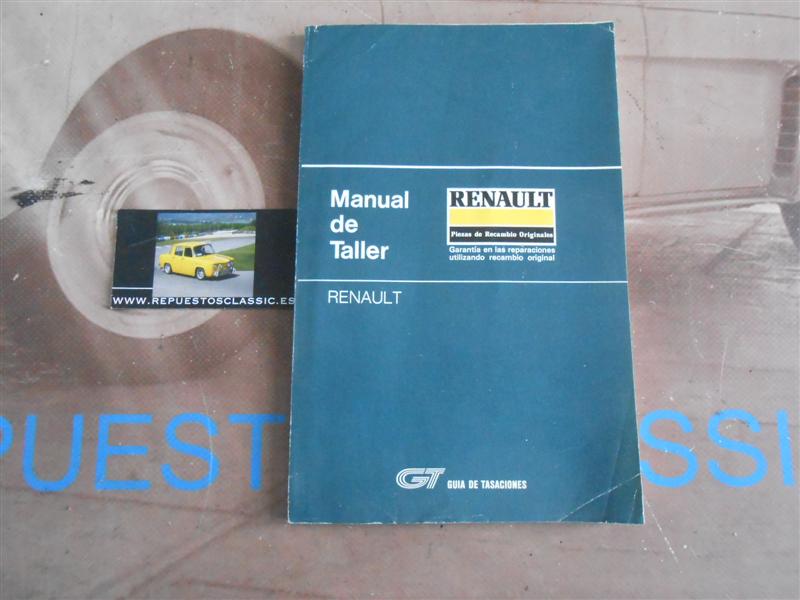 Manual
de
Taller
RENAULT
Piezas de Recambio Originales
Garantía en las reparaciones
utilizando recambio original
RENAULT
GT GUIA DE TASACIONES
WWW.REPUESTOSCLASSIC.ES
PUEST
SSI